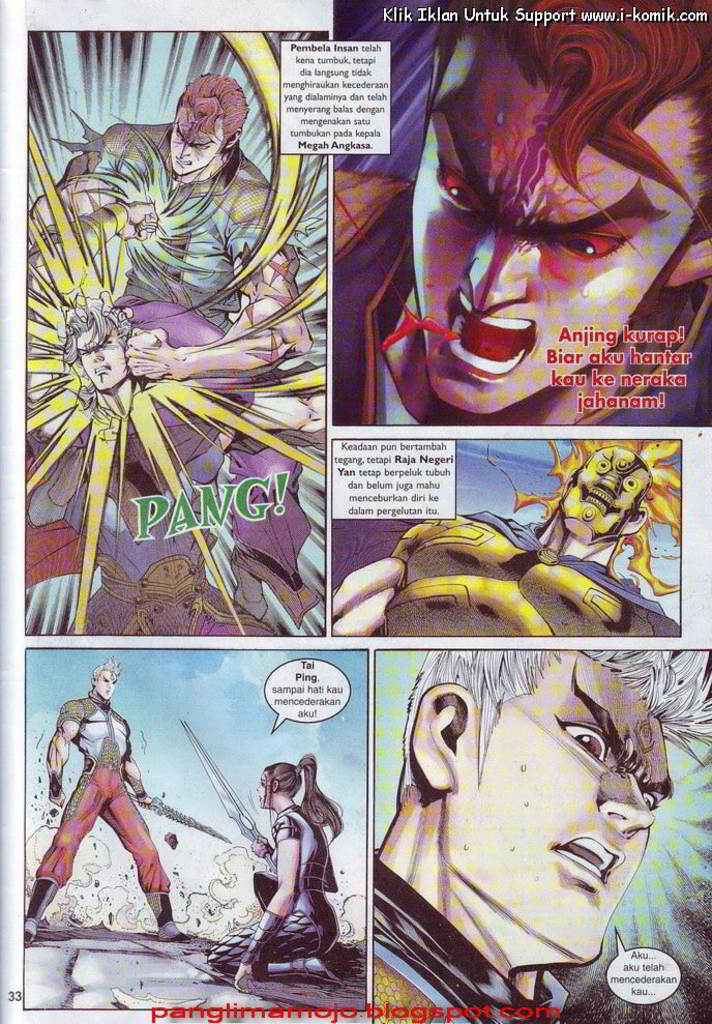 Klik Iklan Untuk Support www.i-komik.com
Pembela Insan telah
kena tumbuk, tetapi
dia langsung tidak
menghiraukan kecederaan
yang dialaminya dan telah
menyerang balas dengan
mengenakan satu
tumbukan pada kepala
Megah Angkasa.
PANG!
Anjing kurap!
Biar aku hantar
kau ke neraka
jahanam!
Keadaan pun bertambah
tegang, tetapi Raja Negeri
Yan tetap berpeluk tubuh
dan belum juga mahu
menceburkan diri ke
dalam pergelutan itu.
Tai
Ping,
sampai hati kau
mencederakan
aku!
Aku...
aku telah
mencederakan
kau...
33
panglimamojo.blogspot.com